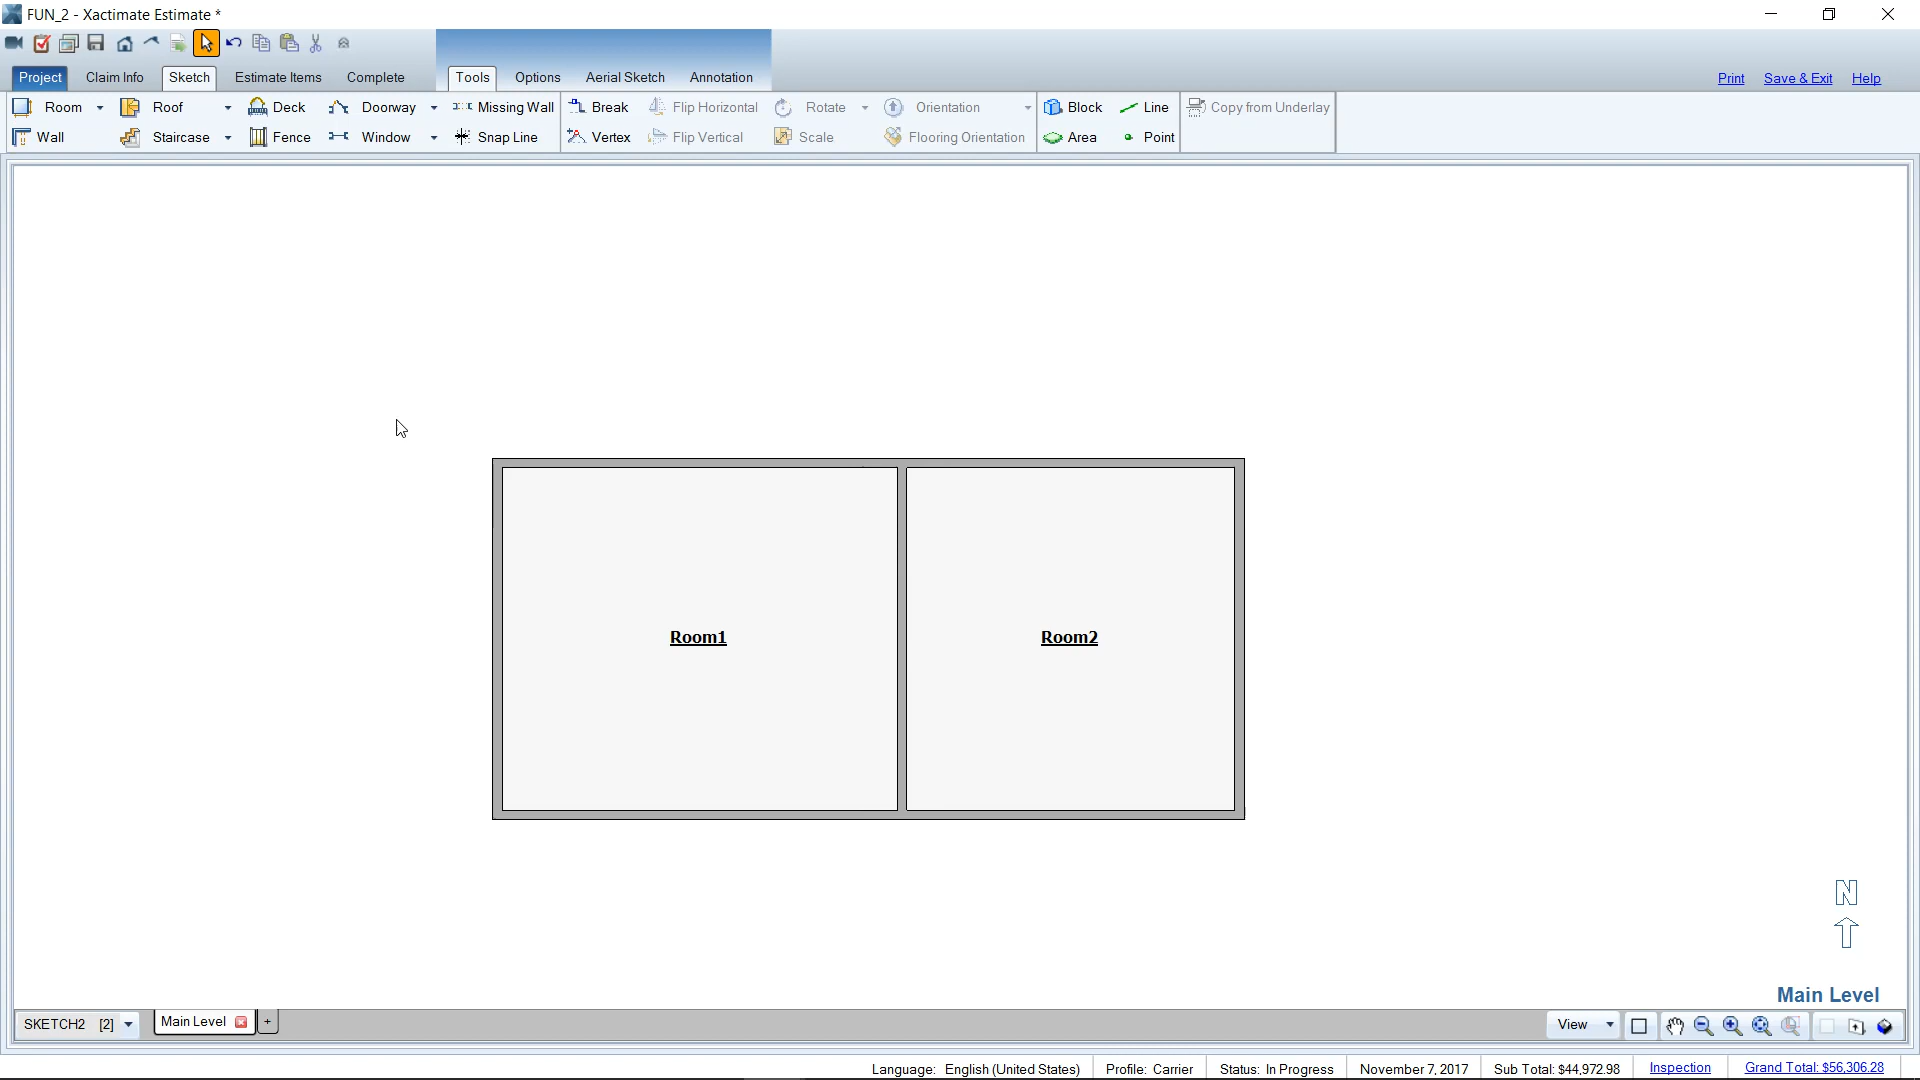 FUN_2 - Xactimate Estimate *
Project Claim Info Sketch Estimate Items Complete Tools Options Aerial Sketch Annotation Print Save & Exit Help
Room Roof Deck Doorway Missing Wall Break Flip Horizontal Rotate Orientation Block Line Copy from Underlay
Wall Staircase Fence Window Snap Line Vertex Flip Vertical Scale Flooring Orientation Area Point
Room1 Room2
N
Main Level
SKETCH2 [2] Main Level + View
Language: English (United States) Profile: Carrier Status: In Progress November 7, 2017 Sub Total: $44,972.98 Inspection Grand Total: $56,306.28